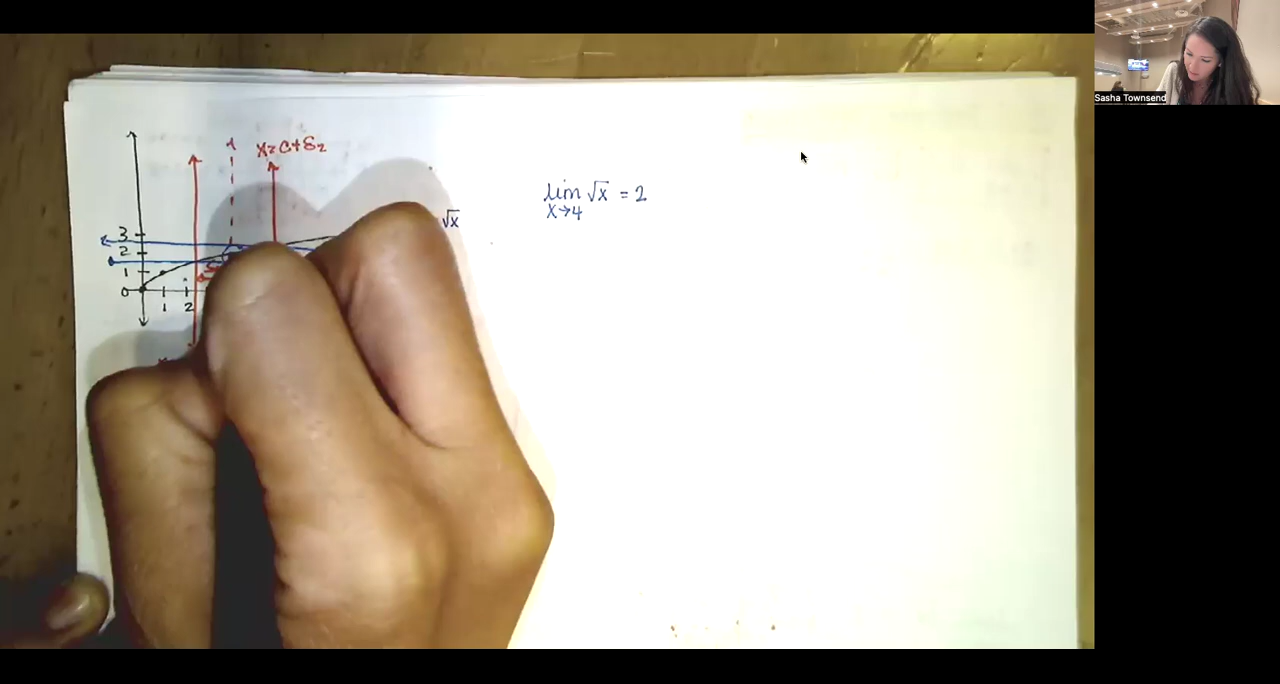 Sasha Townsend
x=c+δ₂
lim √x = 2
x→4
√x
3
2
1
0
1 2